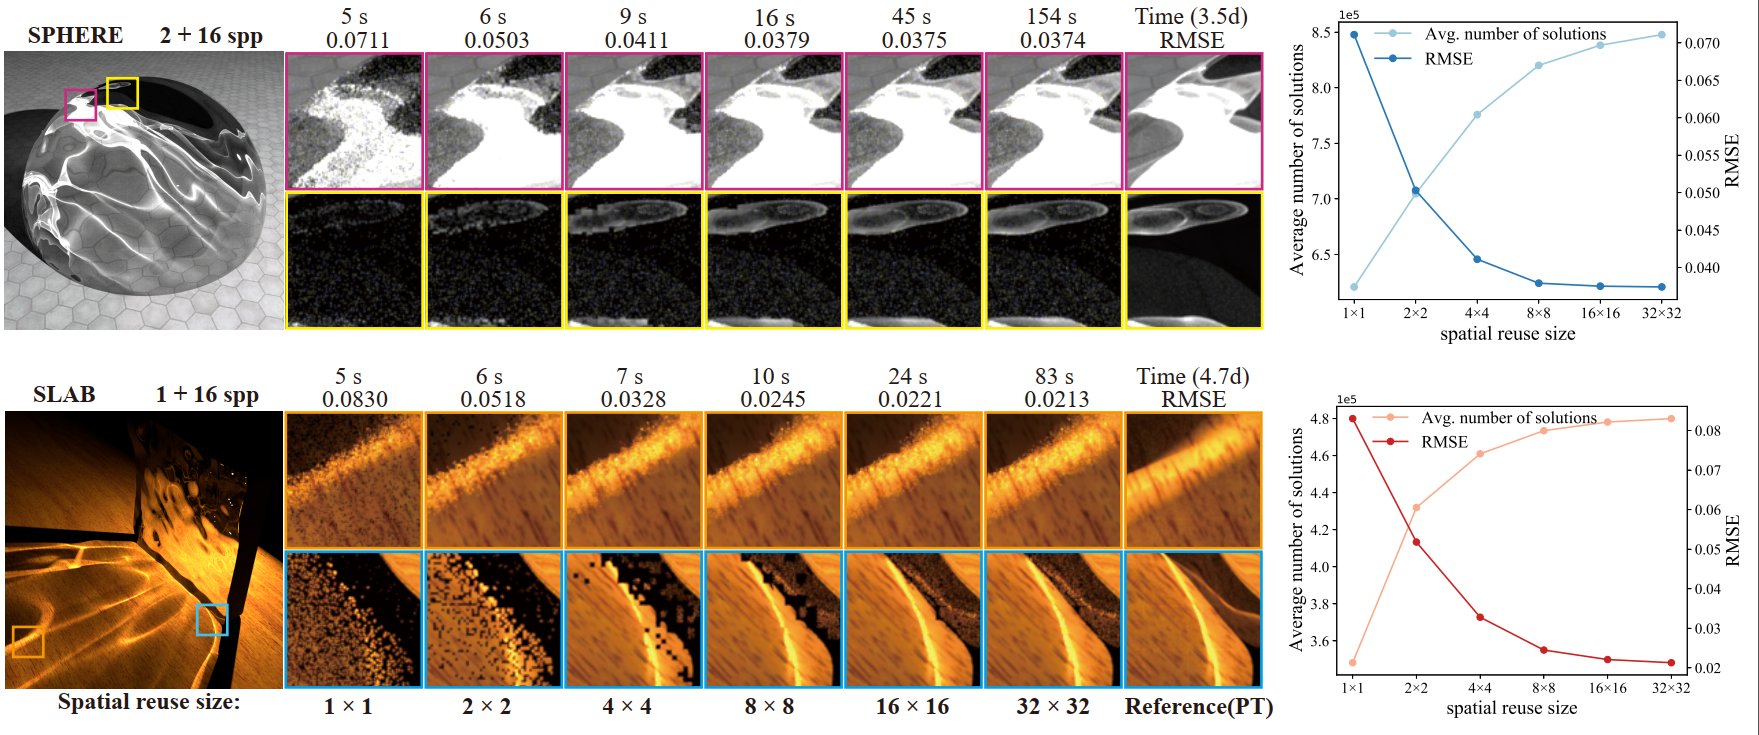 SPHERE 2 + 16 spp
5 s 6 s 9 s 16 s 45 s 154 s Time (3.5d)
0.0711 0.0503 0.0411 0.0379 0.0375 0.0374 RMSE
1e5
Avg. number of solutions
RMSE
8.5
8.0
7.5
7.0
6.5
Average number of solutions
0.070
0.065
0.060
0.055
0.050
0.045
0.040
RMSE
1×1 2×2 4×4 8×8 16×16 32×32
spatial reuse size
SLAB 1 + 16 spp
5 s 6 s 7 s 10 s 24 s 83 s Time (4.7d)
0.0830 0.0518 0.0328 0.0245 0.0221 0.0213 RMSE
1e5
Avg. number of solutions
RMSE
4.8
4.6
4.4
4.2
4.0
3.8
3.6
Average number of solutions
0.08
0.07
0.06
0.05
0.04
0.03
0.02
RMSE
1×1 2×2 4×4 8×8 16×16 32×32
spatial reuse size
Spatial reuse size: 1 × 1 2 × 2 4 × 4 8 × 8 16 × 16 32 × 32 Reference(PT)